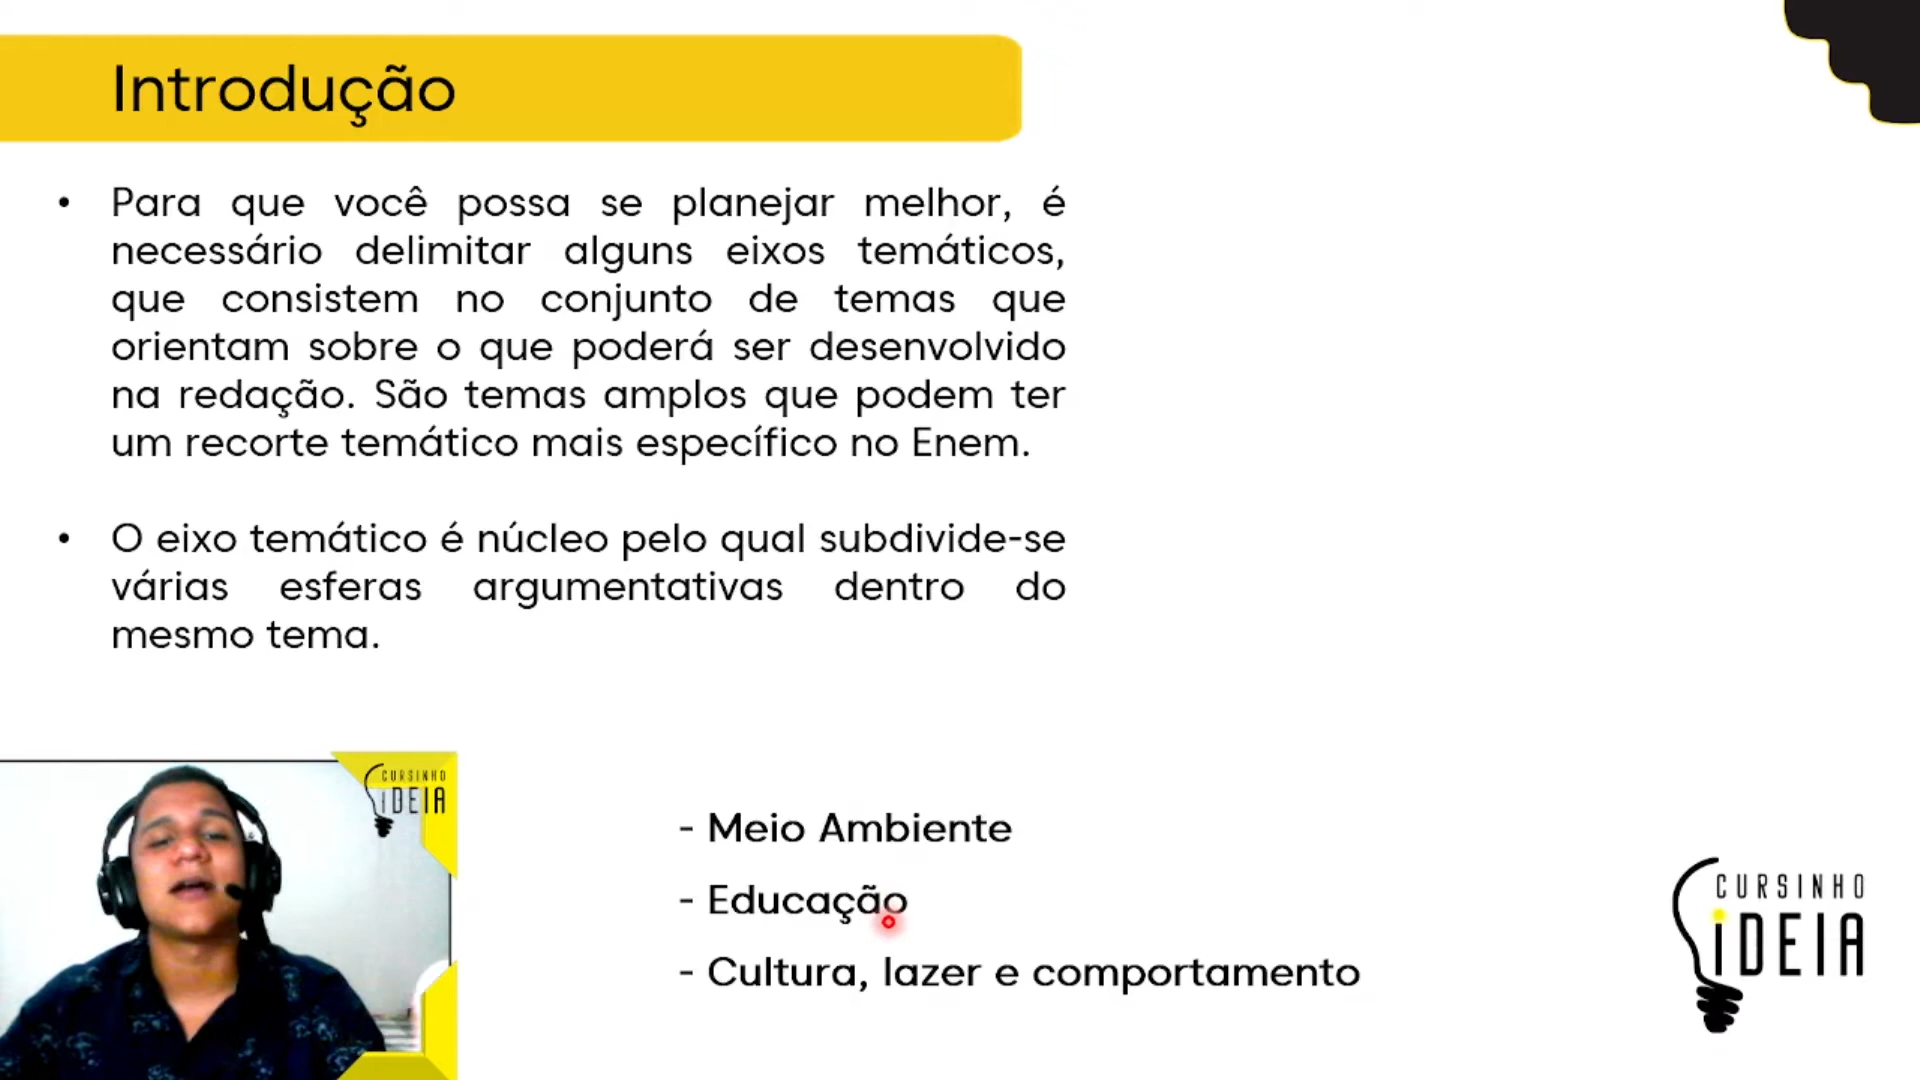 Introdução
• Para que você possa se planejar melhor, é
necessário delimitar alguns eixos temáticos,
que consistem no conjunto de temas que
orientam sobre o que poderá ser desenvolvido
na redação. São temas amplos que podem ter
um recorte temático mais específico no Enem.
• O eixo temático é núcleo pelo qual subdivide-se
várias esferas argumentativas dentro do
mesmo tema.
CURSINHO
iDEIA
- Meio Ambiente
- Educação
- Cultura, lazer e comportamento
CURSINHO
iDEIA